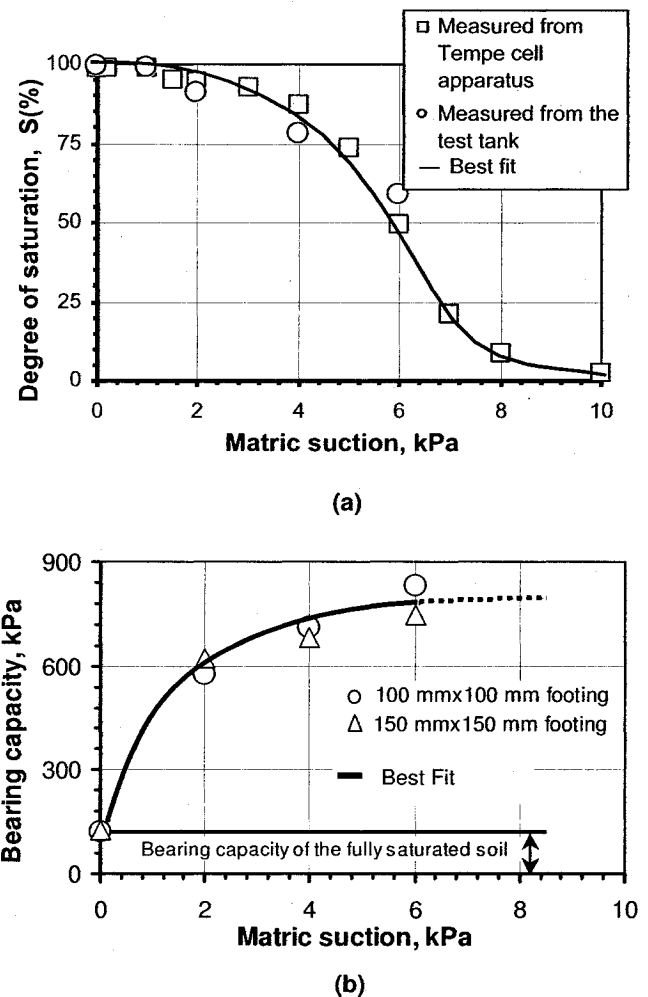 Measured from
Tempe cell
apparatus
Measured from the
test tank
Best fit
Degree of saturation, S(%)
100
75
50
25
0
0 2 4 6 8 10
Matric suction, kPa
(a)
Bearing capacity, kPa
900
600
300
0
100 mmx100 mm footing
150 mmx150 mm footing
Best Fit
Bearing capacity of the fully saturated soil
0 2 4 6 8 10
Matric suction, kPa
(b)